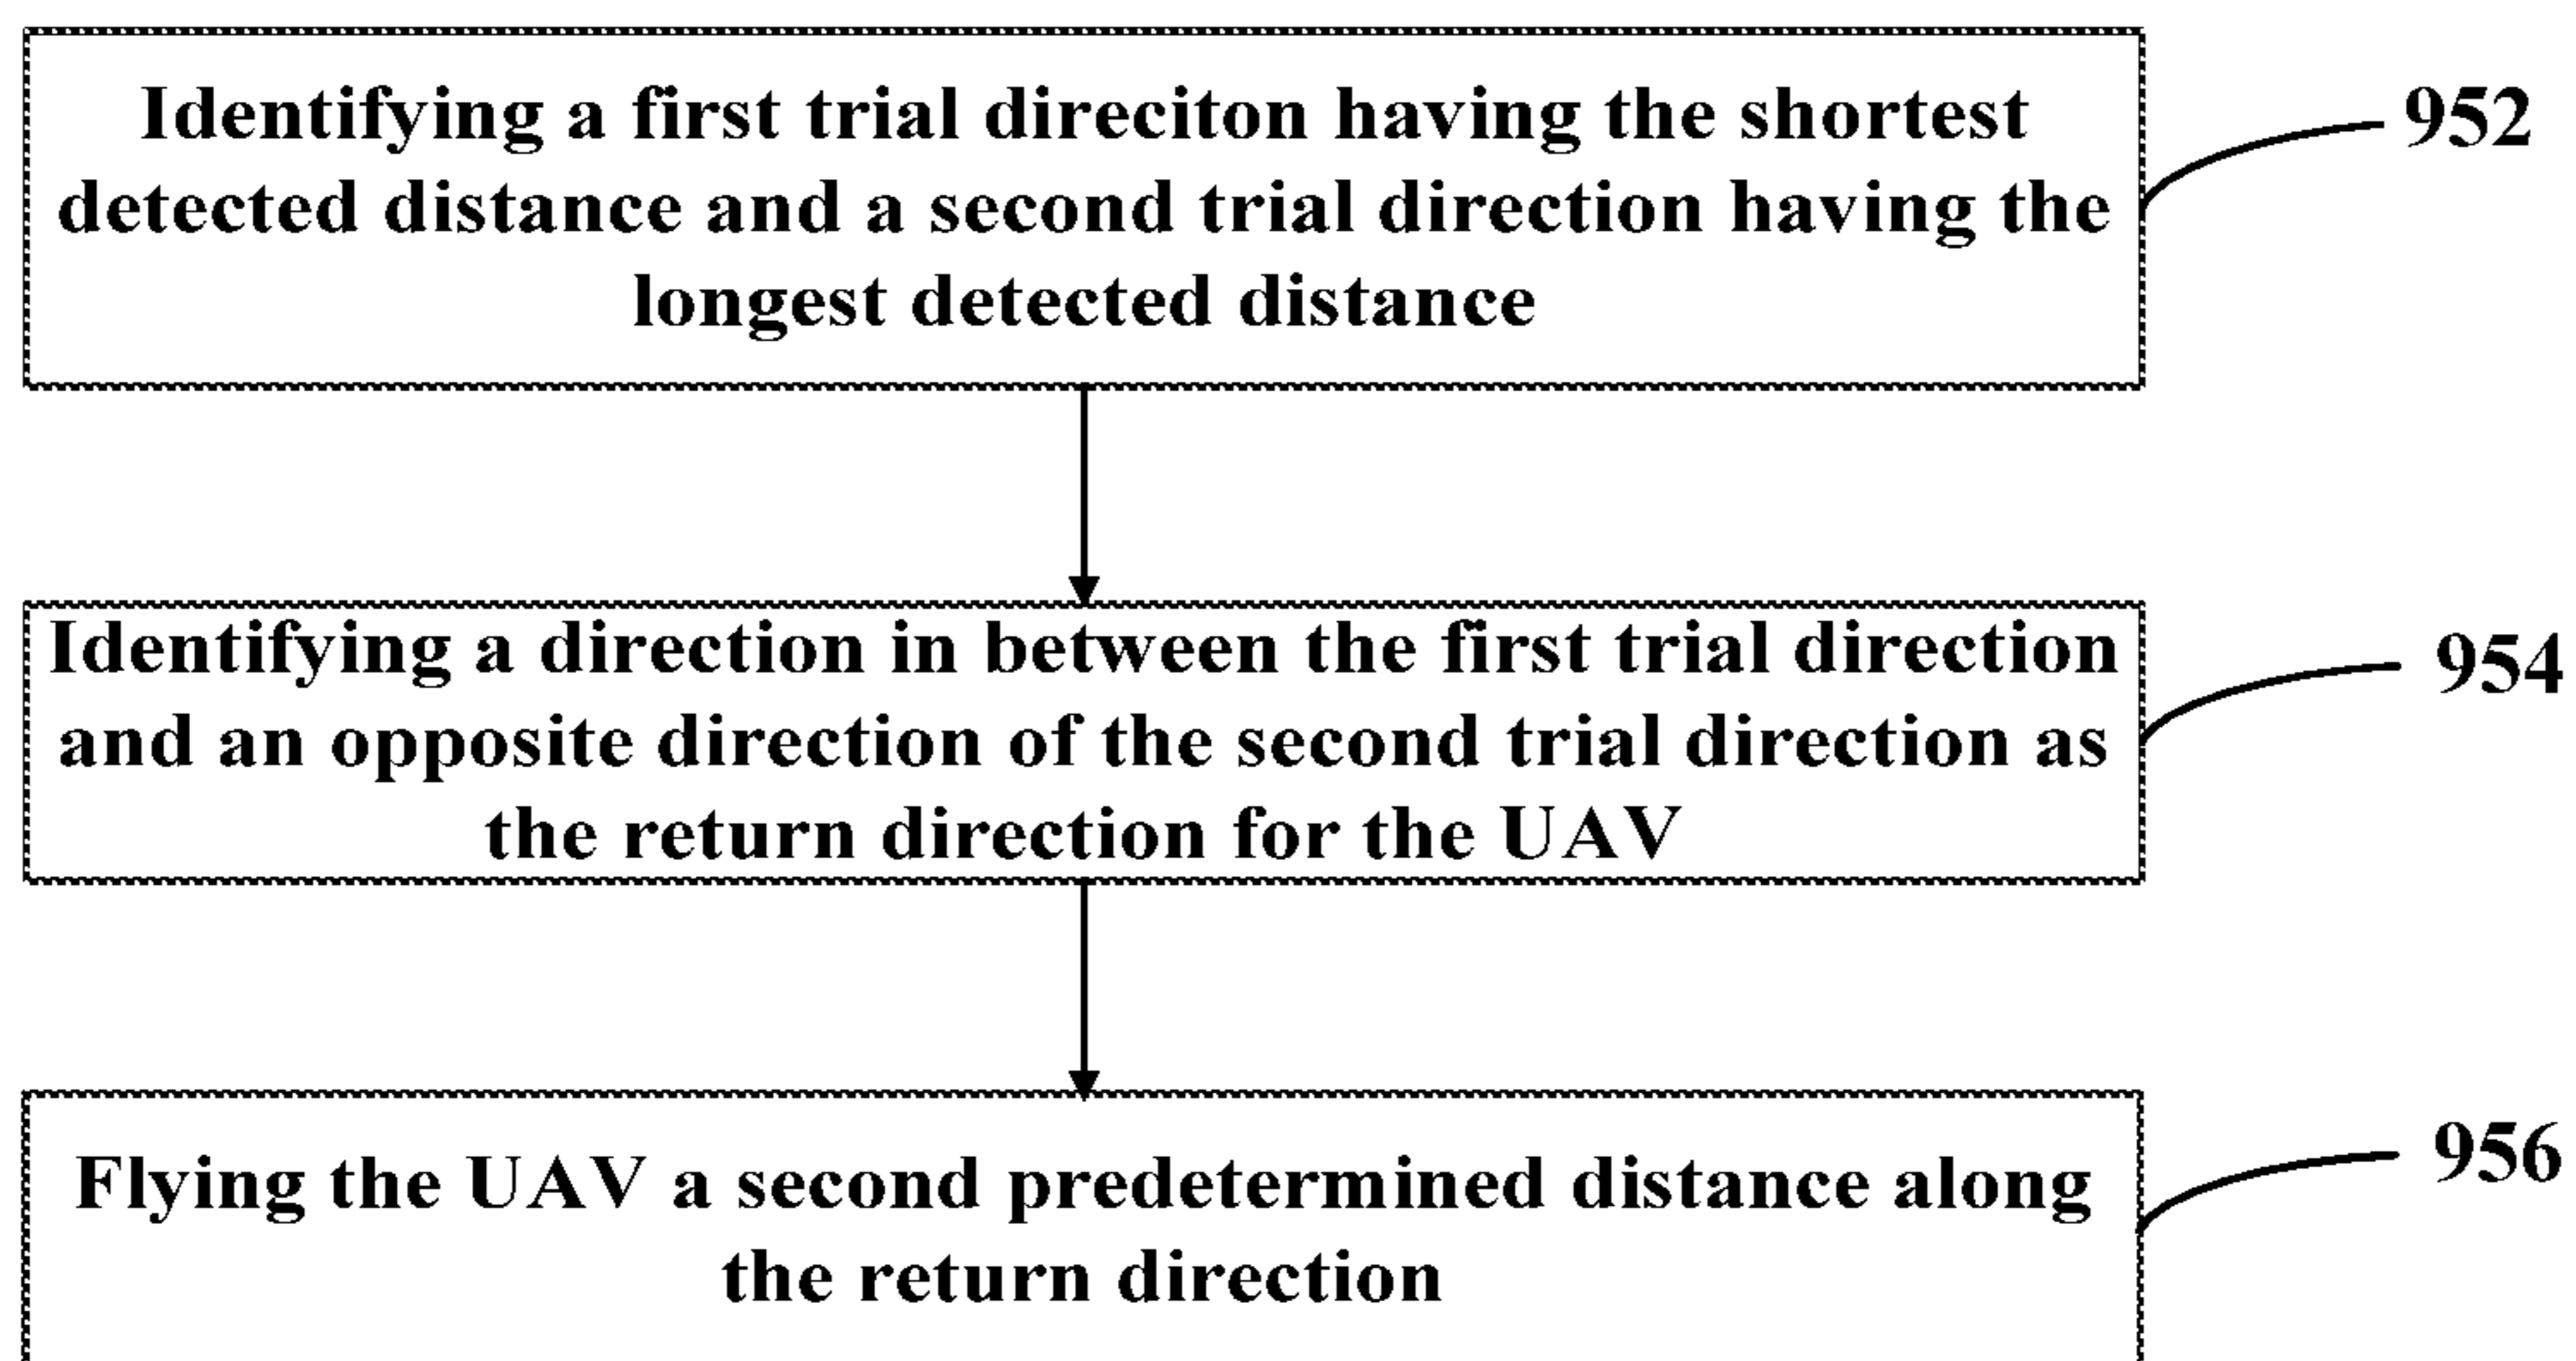 Identifying a first trial direciton having the shortest
detected distance and a second trial direction having the
longest detected distance
952
Identifying a direction in between the first trial direction
and an opposite direction of the second trial direction as
the return direction for the UAV
954
Flying the UAV a second predetermined distance along
the return direction
956